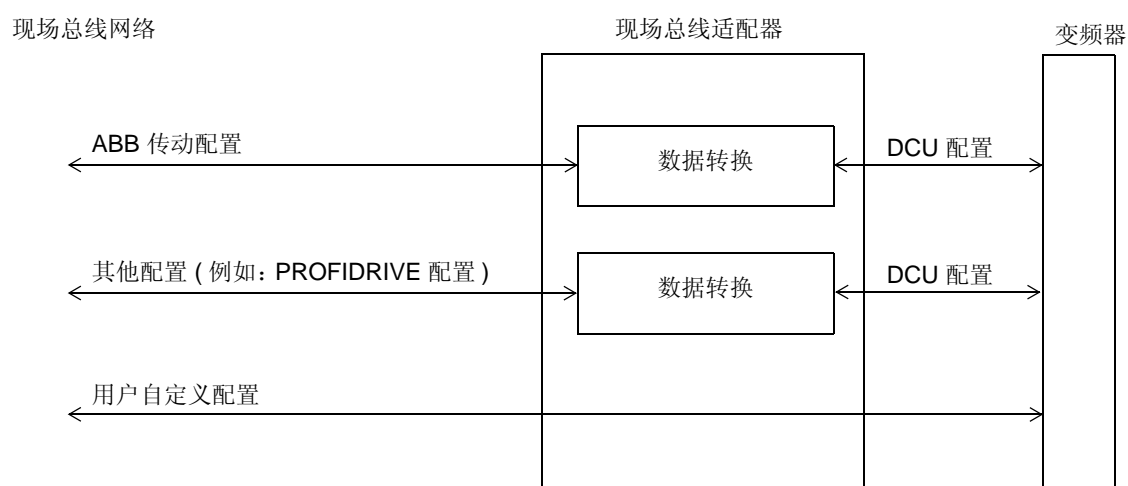 现场总线网络
现场总线适配器
变频器
ABB 传动配置
数据转换
DCU 配置
其他配置 ( 例如: PROFIDRIVE 配置 )
数据转换
DCU 配置
用户自定义配置